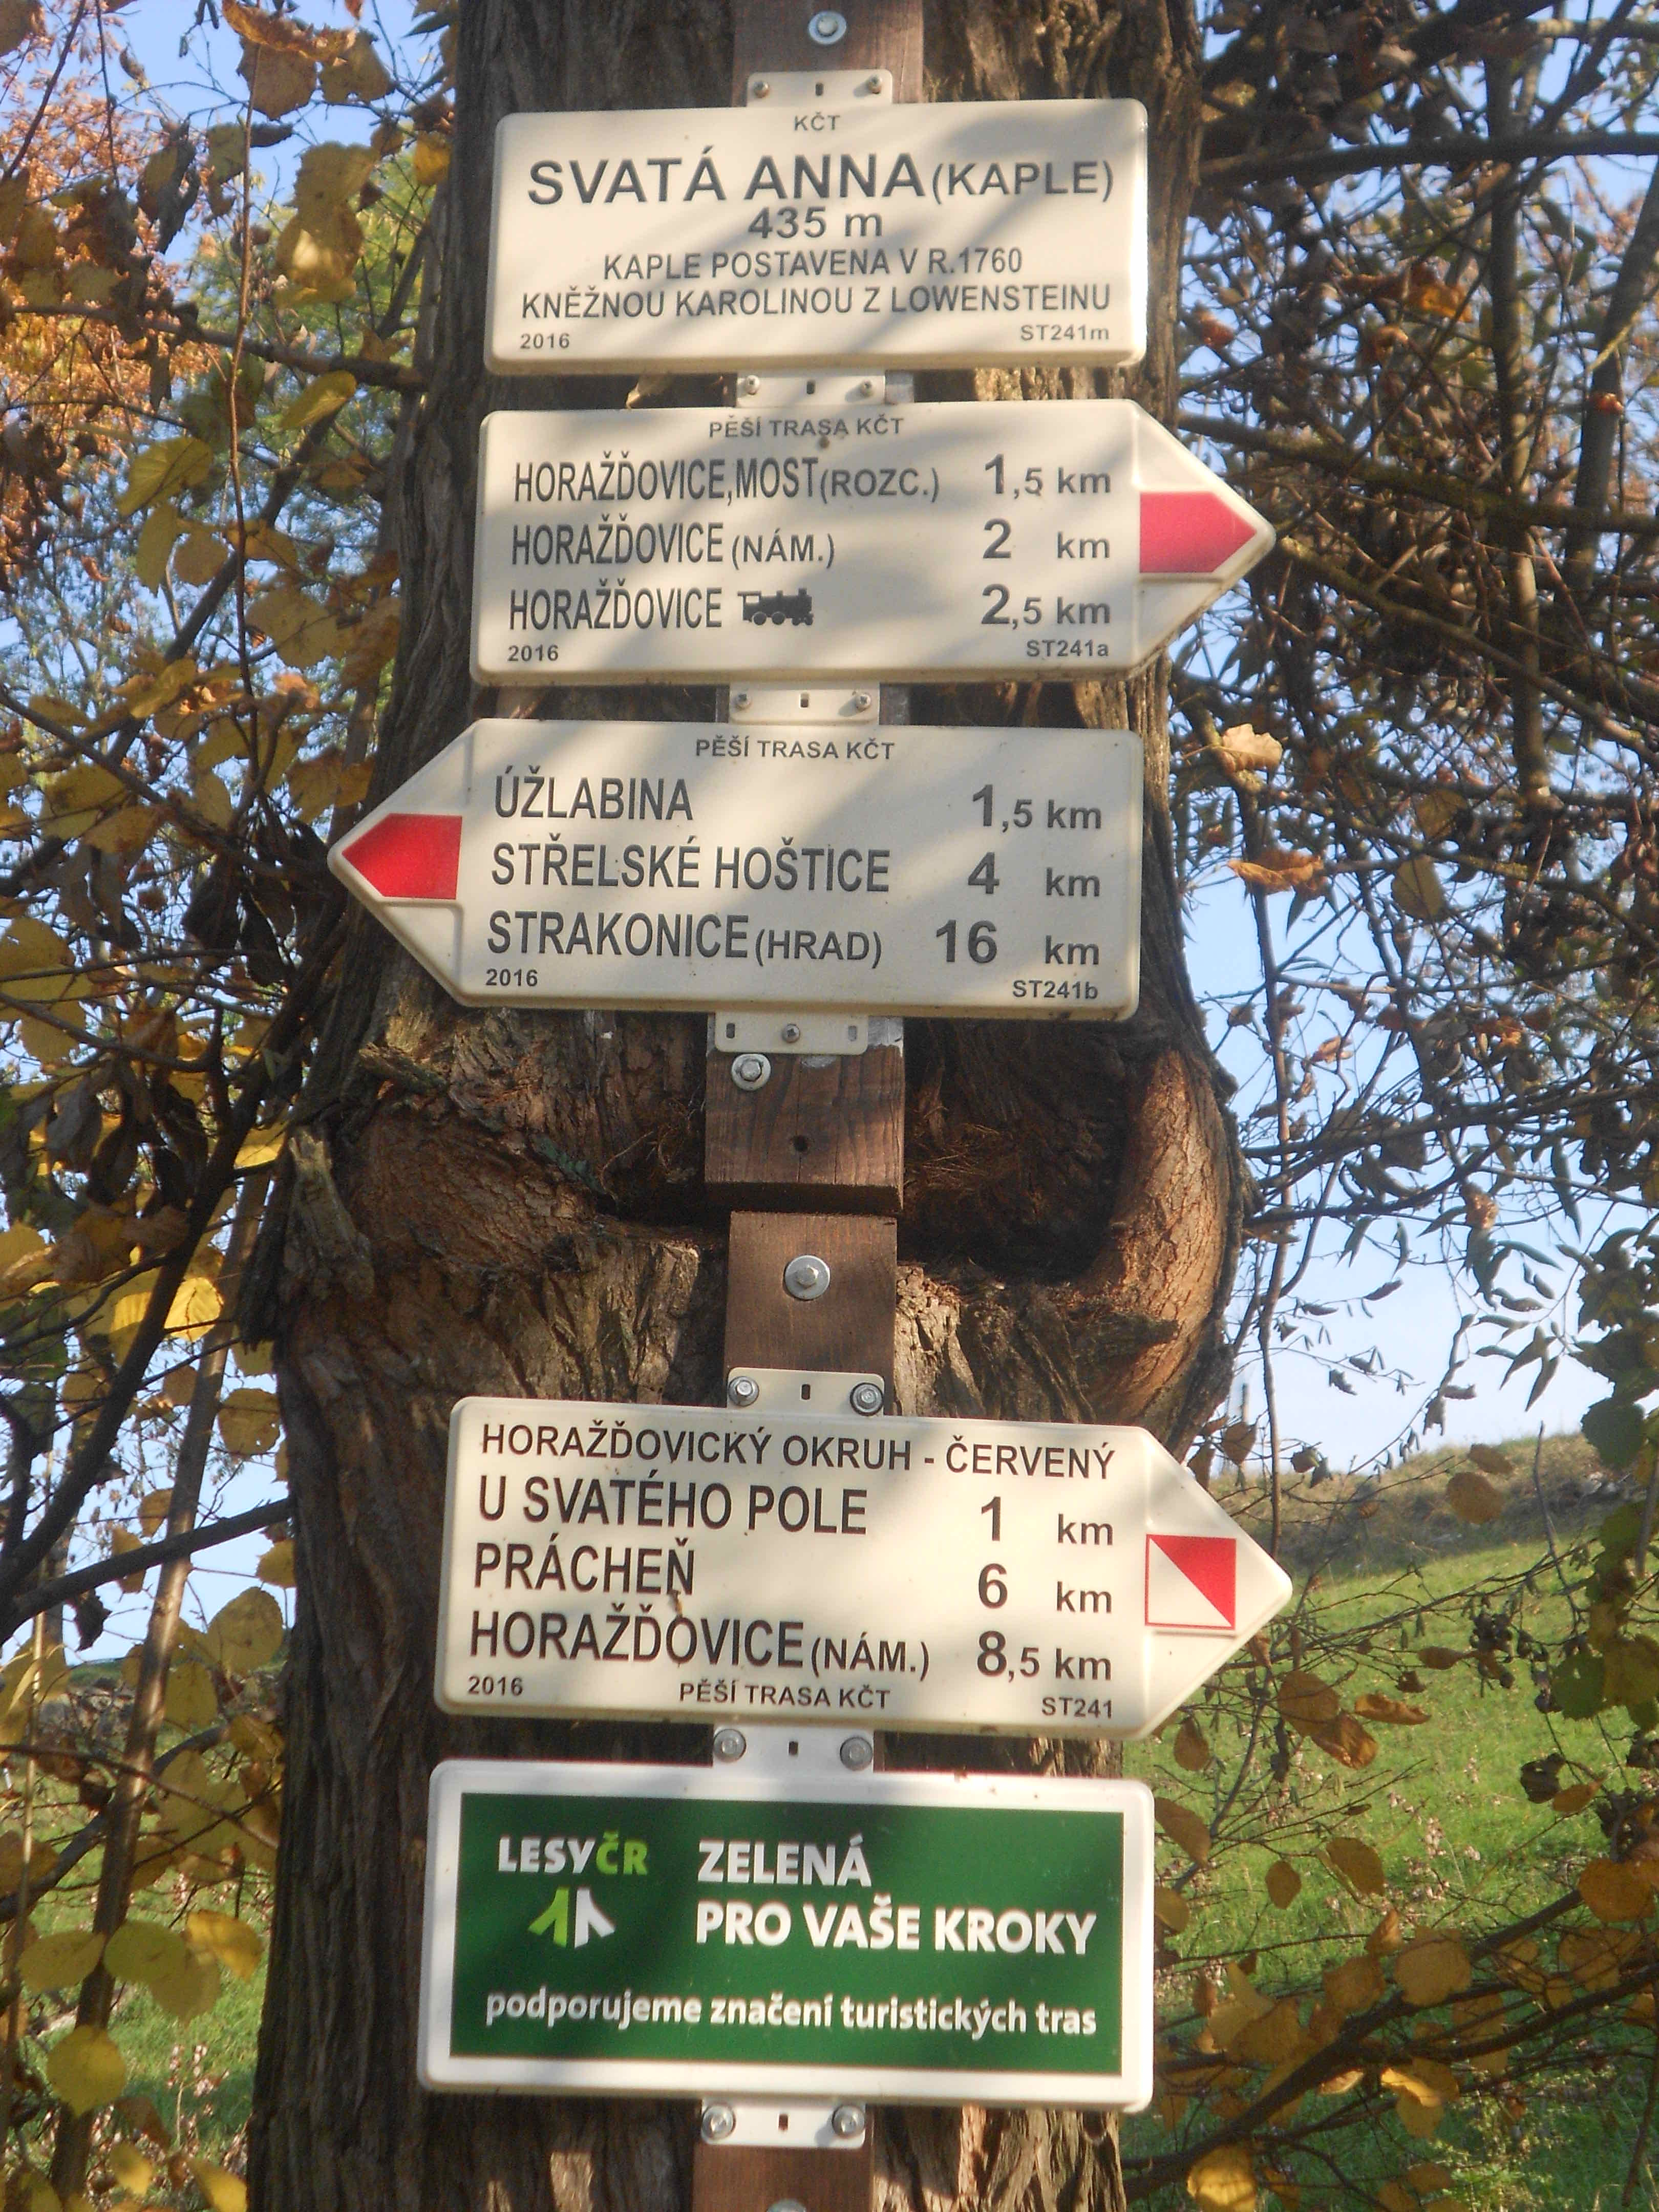 KČT
SVATÁ ANNA (KAPLE)
435 m
KAPLE POSTAVENA V R.1760
KNĚŽNOU KAROLINOU Z LOWENSTEINU
2016 ST241m
PĚŠÍ TRASA KČT
HORAŽĎOVICE,MOST (ROZC.) 1,5 km
HORAŽĎOVICE (NÁM.) 2 km
HORAŽĎOVICE 2,5 km
2016 ST241a
PĚŠÍ TRASA KČT
ÚŽLABINA 1,5 km
STŘELSKÉ HOŠTICE 4 km
STRAKONICE (HRAD) 16 km
2016 ST241b
HORAŽĎOVICKÝ OKRUH - ČERVENÝ
U SVATÉHO POLE 1 km
PRÁCHEŇ 6 km
HORAŽĎOVICE (NÁM.) 8,5 km
2016 PĚŠÍ TRASA KČT ST241
LESY ČR ZELENÁ
PRO VAŠE KROKY
podporujeme značení turistických tras